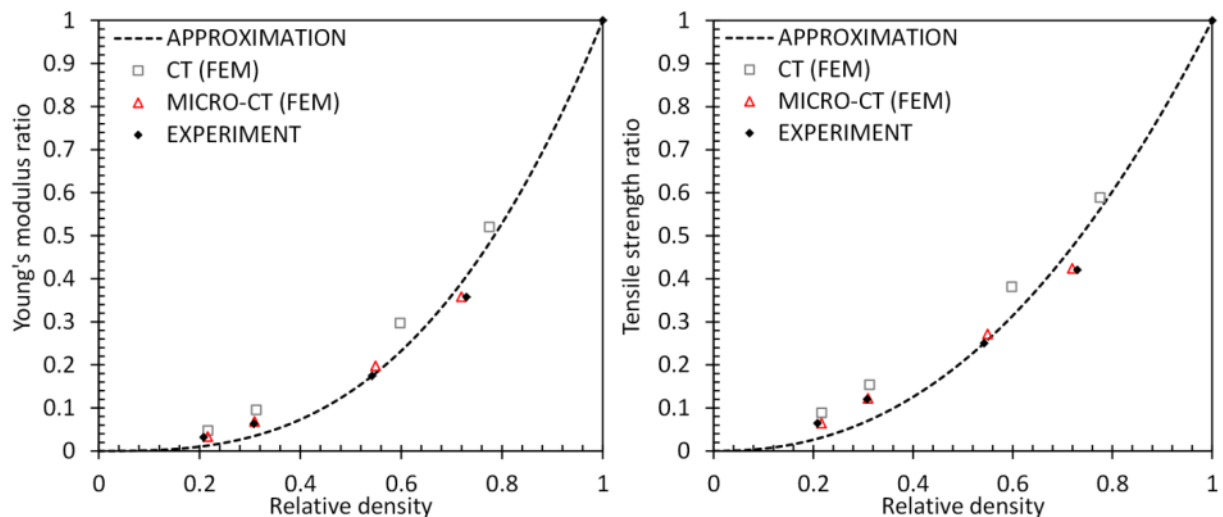 1
0.9
0.8
0.7
0.6
0.5
0.4
0.3
0.2
0.1
0
Young's modulus ratio
APPROXIMATION
CT (FEM)
MICRO-CT (FEM)
EXPERIMENT
0 0.2 0.4 0.6 0.8 1
Relative density
1
0.9
0.8
0.7
0.6
0.5
0.4
0.3
0.2
0.1
0
Tensile strength ratio
APPROXIMATION
CT (FEM)
MICRO-CT (FEM)
EXPERIMENT
0 0.2 0.4 0.6 0.8 1
Relative density